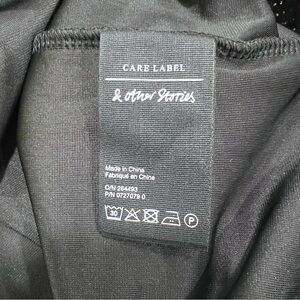 CARE LABEL
& other Stories
Made in China
Fabriqué en Chine
O/N 284493
P/N 0727079 0
30
P